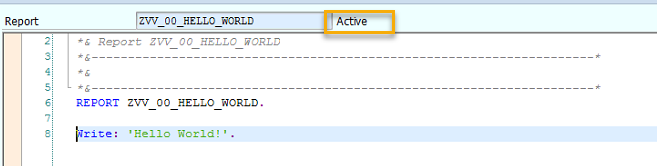 Report ZVV_00_HELLO_WORLD Active
2 *& Report ZVV_00_HELLO_WORLD
3 *&---------------------------------------------------------------------*
4 *&
5 *&---------------------------------------------------------------------*
6 REPORT ZVV_00_HELLO_WORLD.
7
8 Write: 'Hello World!'.